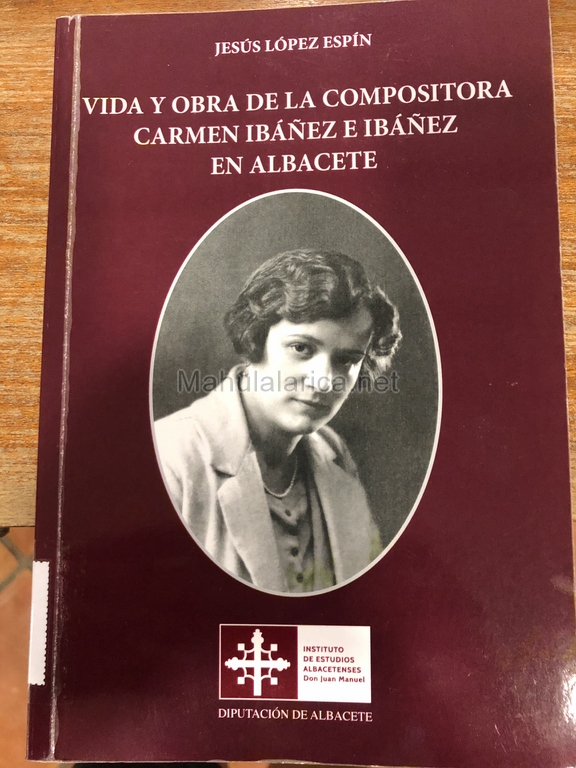 JESÚS LÓPEZ ESPÍN
VIDA Y OBRA DE LA COMPOSITORA
CARMEN IBÁÑEZ E IBÁÑEZ
EN ALBACETE
Mahulalarica.net
INSTITUTO
DE ESTUDIOS
ALBACETENSES
Don Juan Manuel
DIPUTACIÓN DE ALBACETE